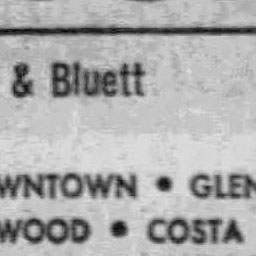 & Bluett
WNTOWN • GLEN
WOOD • COSTA